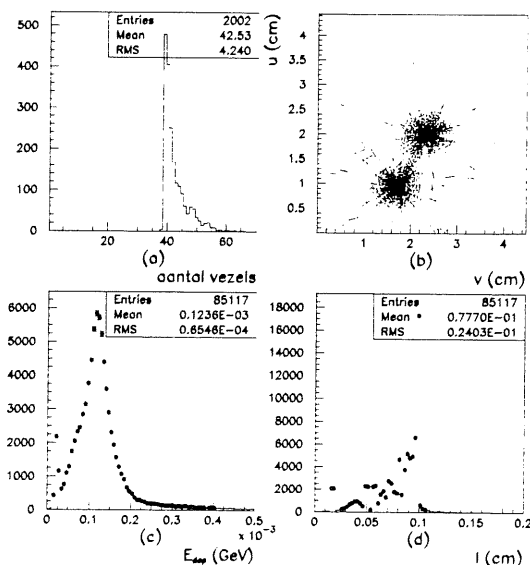 Entries 2002
Mean 42.53
RMS 4.240
500
400
300
200
100
0
20 40 60
(a)
aantal vezels
u (cm)
4
3.5
3
2.5
2
1.5
1
0.5
1 2 3 4
(b)
v (cm)
Entries 85117
Mean 0.1236E-03
RMS 0.6546E-04
6000
5000
4000
3000
2000
1000
0
0 0.1 0.2 0.3 0.4 0.5
× 10⁻³
(c)
E_dep (GeV)
Entries 85117
Mean 0.7770E-01
RMS 0.2403E-01
18000
16000
14000
12000
10000
8000
6000
4000
2000
0
0 0.05 0.1 0.15 0.2
(d)
l (cm)